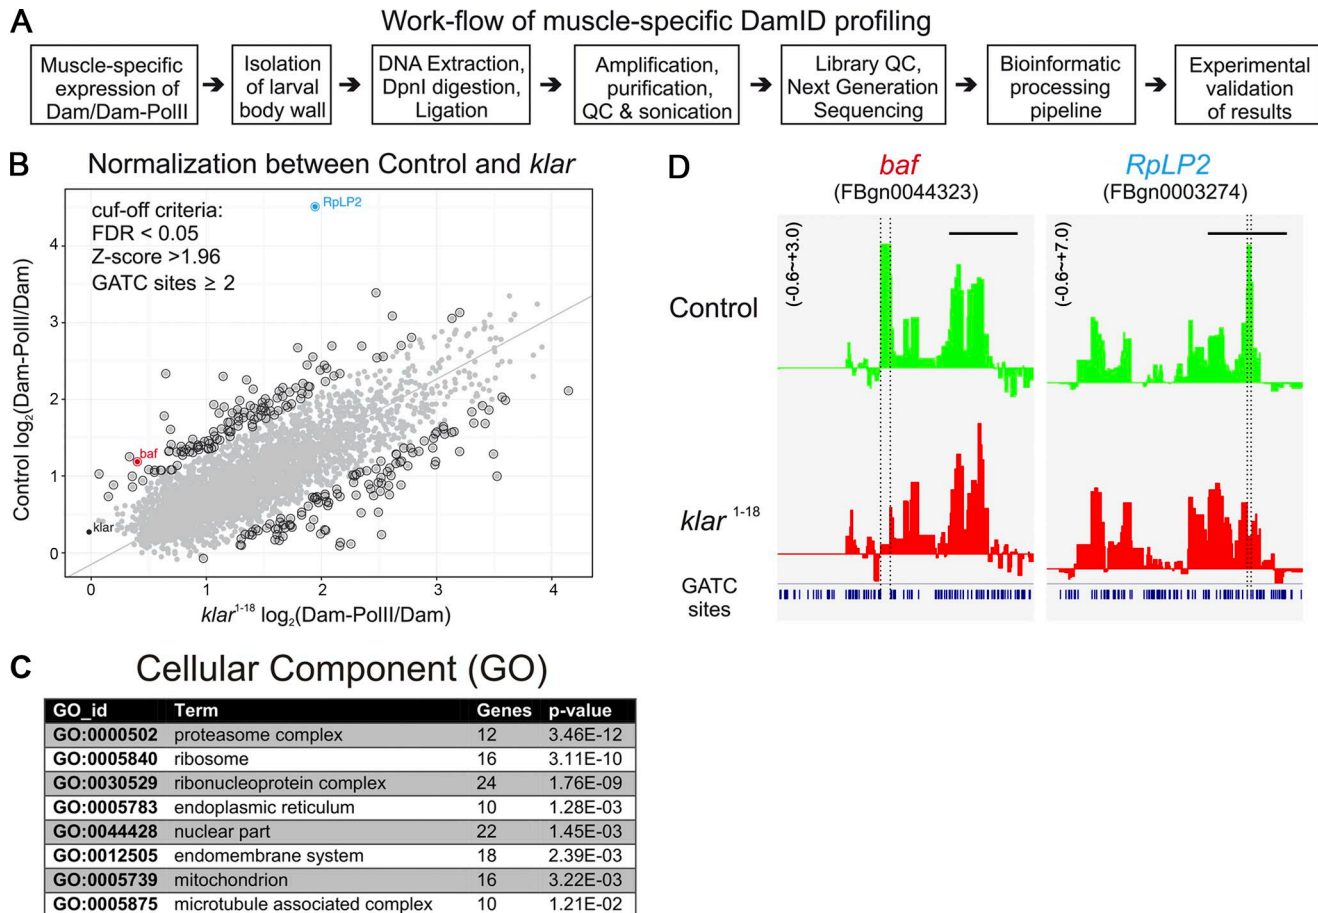 A
Work-flow of muscle-specific DamID profiling
Muscle-specific
expression of
Dam/Dam-PolII
Isolation
of larval
body wall
DNA Extraction,
DpnI digestion,
Ligation
Amplification,
purification,
QC & sonication
Library QC,
Next Generation
Sequencing
Bioinformatic
processing
pipeline
Experimental
validation
of results
B
Normalization between Control and klar
cuf-off criteria:
FDR < 0.05
Z-score >1.96
GATC sites ≥ 2
RpLP2
baf
klar
Control log2(Dam-PolII/Dam)
4
3
2
1
0
0 1 2 3 4
klar1-18 log2(Dam-PolII/Dam)
C
Cellular Component (GO)
GO_id Term Genes p-value
GO:0000502 proteasome complex 12 3.46E-12
GO:0005840 ribosome 16 3.11E-10
GO:0030529 ribonucleoprotein complex 24 1.76E-09
GO:0005783 endoplasmic reticulum 10 1.28E-03
GO:0044428 nuclear part 22 1.45E-03
GO:0012505 endomembrane system 18 2.39E-03
GO:0005739 mitochondrion 16 3.22E-03
GO:0005875 microtubule associated complex 10 1.21E-02
D
baf
(FBgn0044323)
RpLP2
(FBgn0003274)
(-0.6~+3.0)
(-0.6~+7.0)
Control
klar 1-18
GATC
sites